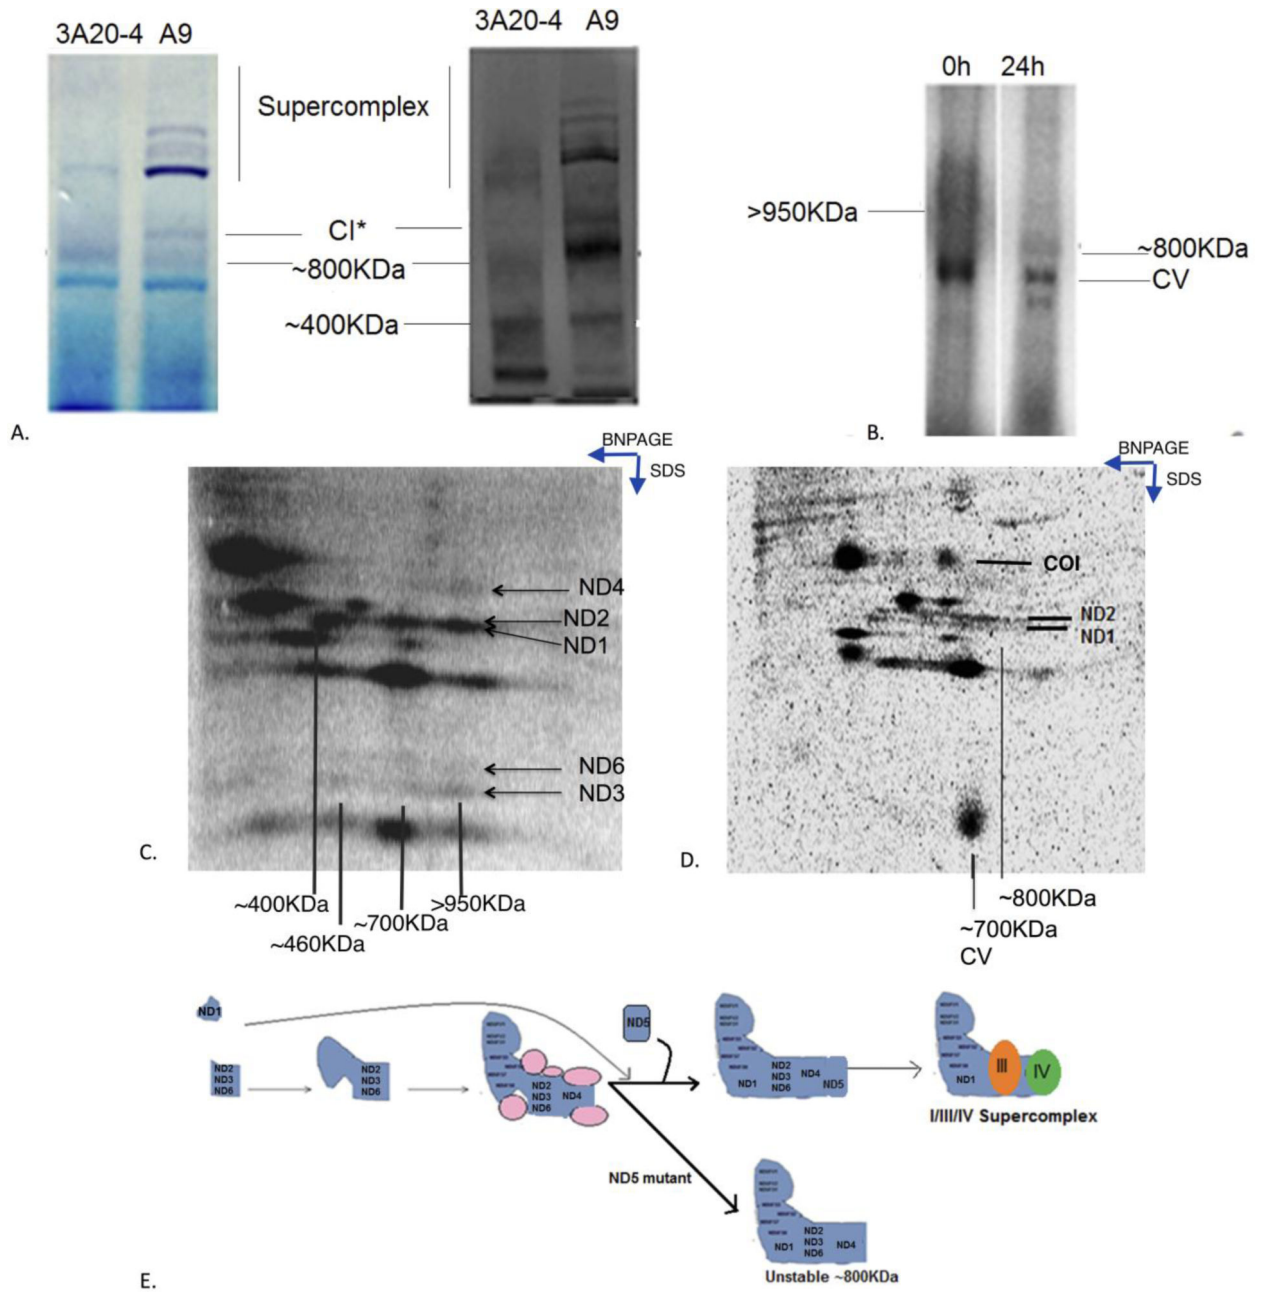 3A20-4 A9
3A20-4 A9
Supercomplex
CI*
~800KDa
~400KDa
A.
0h 24h
>950KDa
~800KDa
CV
B.
BNPAGE
SDS
ND4
ND2
ND1
ND6
ND3
C.
~400KDa
>950KDa
~700KDa
~460KDa
BNPAGE
SDS
COI
ND2
ND1
D.
~800KDa
~700KDa
CV
ND1
ND2
ND3
ND6
ND2
ND3
ND6
ND2
ND3
ND6
ND4
ND5
ND1
ND2
ND3
ND6
ND4
ND5
ND1
III
IV
I/III/IV Supercomplex
ND5 mutant
ND1
ND2
ND3
ND6
ND4
Unstable ~800KDa
E.